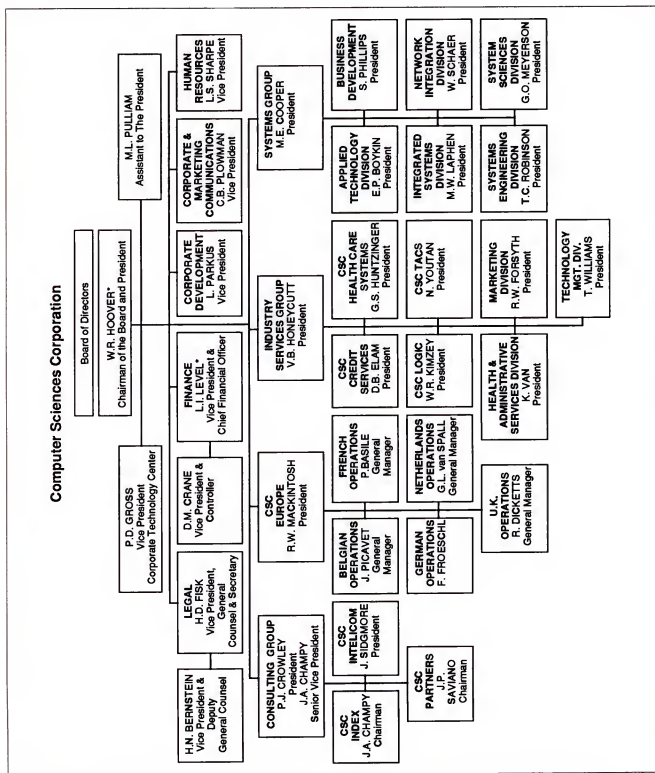 Computer Sciences Corporation
Board of Directors
W.R. HOOVER*
Chairman of the Board and President
P.D. GROSS
Vice President
Corporate Technology Center
M.L. PULLIAM
Assistant to The President
H.N. BERNSTEIN
Vice President &
Deputy
General Counsel
LEGAL
H.D. FISK
Vice President,
General
Counsel & Secretary
D.M. CRANE
Vice President &
Controller
FINANCE
L.I. LEVEL*
Vice President &
Chief Financial Officer
CORPORATE
DEVELOPMENT
L. PARKUS
Vice President
CORPORATE &
MARKETING
COMMUNICATIONS
C.B. PLOWMAN
Vice President
HUMAN
RESOURCES
L.S. SHARPE
Vice President
CONSULTING GROUP
P.J. CROWLEY
President
J.A. CHAMPY
Senior Vice President
CSC
EUROPE
R.W. MACKINTOSH
President
INDUSTRY
SERVICES GROUP
V.B. HONEYCUTT
President
SYSTEMS GROUP
M.E. COOPER
President
CSC
INDEX
J.A. CHAMPY
Chairman
CSC
INTELICOM
J. SIDGMORE
President
CSC
PARTNERS
J.P.
SAVIANO
Chairman
BELGIAN
OPERATIONS
J. PICAVET
General
Manager
FRENCH
OPERATIONS
P. BASILE
General
Manager
GERMAN
OPERATIONS
F. FROESCHL
NETHERLANDS
OPERATIONS
G.L. van SPALL
General Manager
U.K.
OPERATIONS
R. DICKETTS
General Manager
CSC
CREDIT
SERVICES
D.B. ELAM
President
CSC
HEALTH CARE
SYSTEMS
G.S. HUNTZINGER
President
CSC LOGIC
W.R. KIMZEY
President
CSC TACS
N. YOUTAN
President
HEALTH &
ADMINISTRATIVE
SERVICES DIVISION
K. VAN
President
MARKETING
DIVISION
R.W. FORSYTH
President
TECHNOLOGY
MGT. DIV.
T. WILLIAMS
President
APPLIED
TECHNOLOGY
DIVISION
E.P. BOYKIN
President
BUSINESS
DEVELOPMENT
S. PHILLIPS
President
INTEGRATED
SYSTEMS
DIVISION
M.W. LAPHEN
President
NETWORK
INTEGRATION
DIVISION
W. SCHAER
President
SYSTEMS
ENGINEERING
DIVISION
T.C. ROBINSON
President
SYSTEM
SCIENCES
DIVISION
G.O. MEYERSON
President